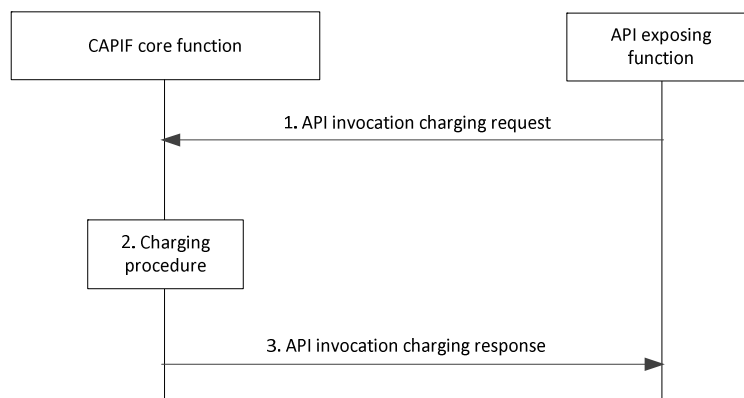 CAPIF core function
API exposing
function
1. API invocation charging request
2. Charging
procedure
3. API invocation charging response